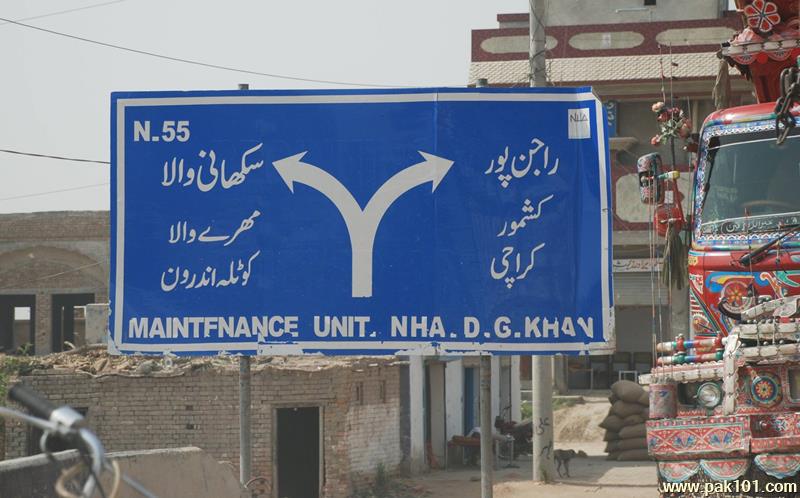 N.55
NHA
سکھانی والا
راجن پور
مھرے والا
کشمور
کوٹلہ اندرون
کراچی
MAINTFNANCE UNIT. NHA. D.G.KHAN
www.pak101.com